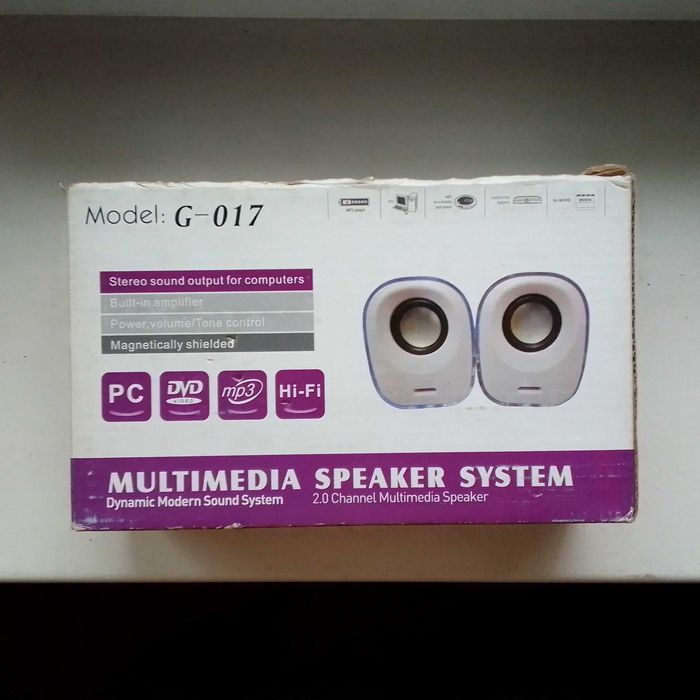 Model: G-017
MP3 player
PC
Stereo sound output for computers
Built-in amplifier
Power,volume/Tone control
Magnetically shielded
PC
DVD
VIDEO
mp3
Hi-Fi
MULTIMEDIA SPEAKER SYSTEM
Dynamic Modern Sound System
2.0 Channel Multimedia Speaker